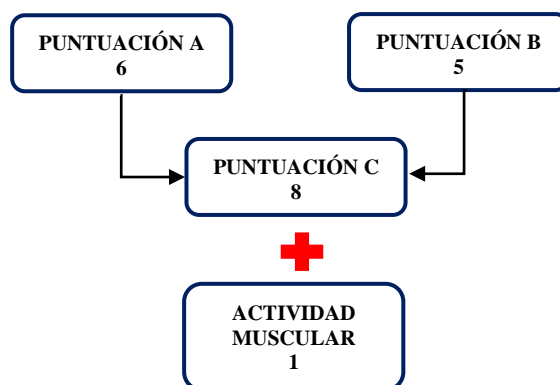 PUNTUACIÓN A
6
PUNTUACIÓN B
5
PUNTUACIÓN C
8
ACTIVIDAD
MUSCULAR
1